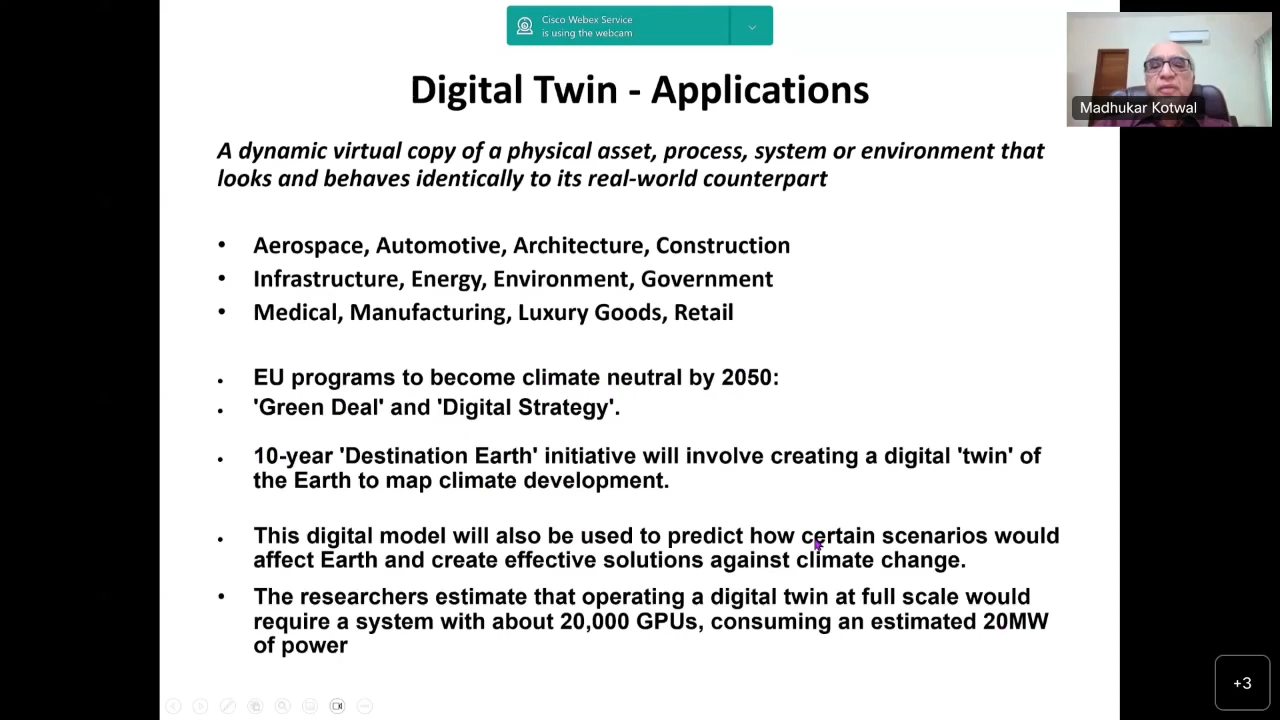 Cisco Webex Service
is using the webcam
Digital Twin - Applications
Madhukar Kotwal
A dynamic virtual copy of a physical asset, process, system or environment that
looks and behaves identically to its real-world counterpart
• Aerospace, Automotive, Architecture, Construction
• Infrastructure, Energy, Environment, Government
• Medical, Manufacturing, Luxury Goods, Retail
• EU programs to become climate neutral by 2050:
• 'Green Deal' and 'Digital Strategy'.
• 10-year 'Destination Earth' initiative will involve creating a digital 'twin' of
the Earth to map climate development.
• This digital model will also be used to predict how certain scenarios would
affect Earth and create effective solutions against climate change.
• The researchers estimate that operating a digital twin at full scale would
require a system with about 20,000 GPUs, consuming an estimated 20MW
of power
+3